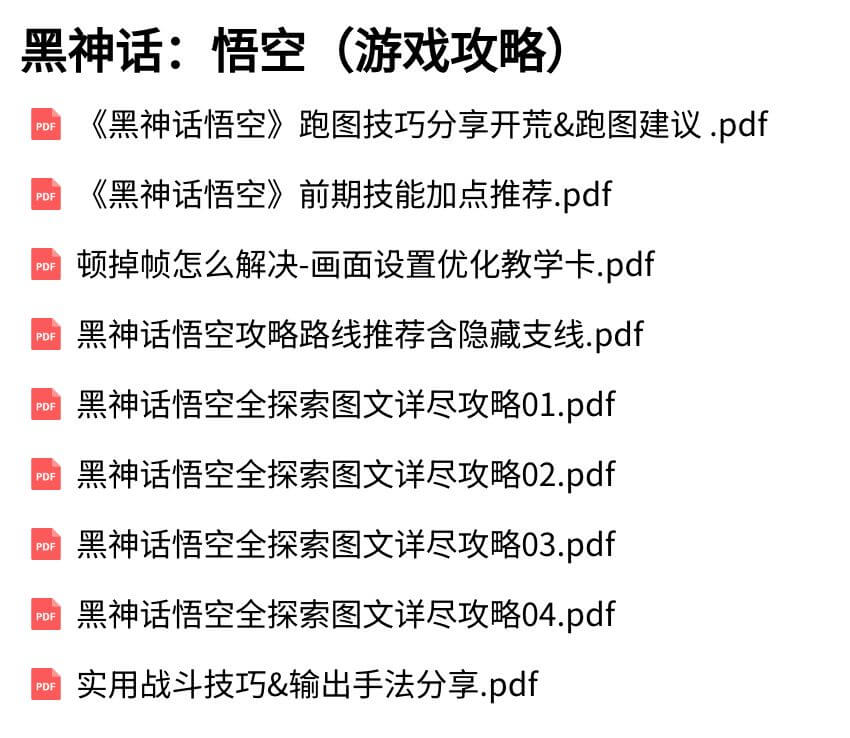 黑神话：悟空（游戏攻略）
PDF 《黑神话悟空》跑图技巧分享开荒&跑图建议 .pdf
PDF 《黑神话悟空》前期技能加点推荐.pdf
PDF 顿掉帧怎么解决-画面设置优化教学卡.pdf
PDF 黑神话悟空攻略路线推荐含隐藏支线.pdf
PDF 黑神话悟空全探索图文详尽攻略01.pdf
PDF 黑神话悟空全探索图文详尽攻略02.pdf
PDF 黑神话悟空全探索图文详尽攻略03.pdf
PDF 黑神话悟空全探索图文详尽攻略04.pdf
PDF 实用战斗技巧&输出手法分享.pdf